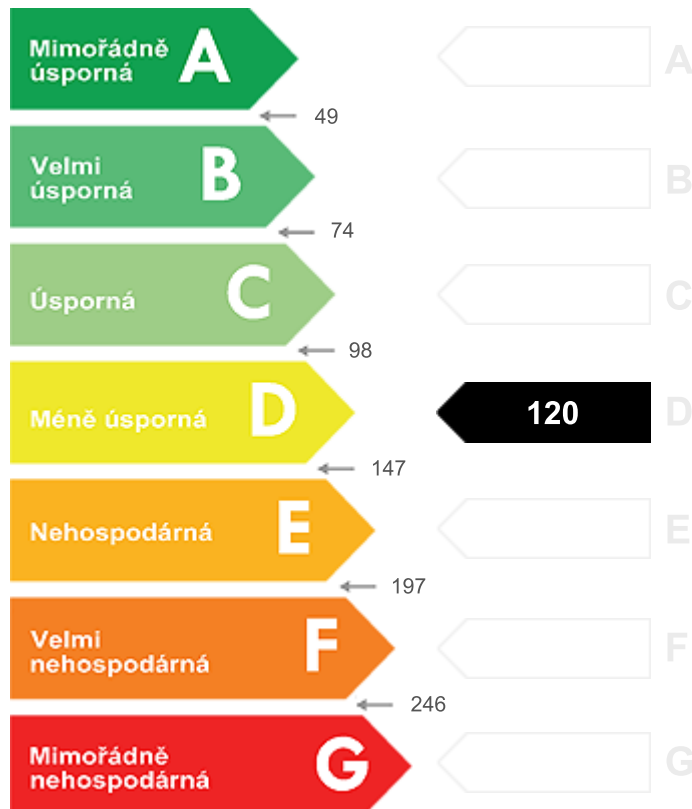 Mimořádně
úsporná
A
A
49
Velmi
úsporná
B
B
74
Úsporná
C
C
98
Méně úsporná
D
120
D
147
Nehospodárná
E
E
197
Velmi
nehospodárná
F
F
246
Mimořádně
nehospodárná
G
G